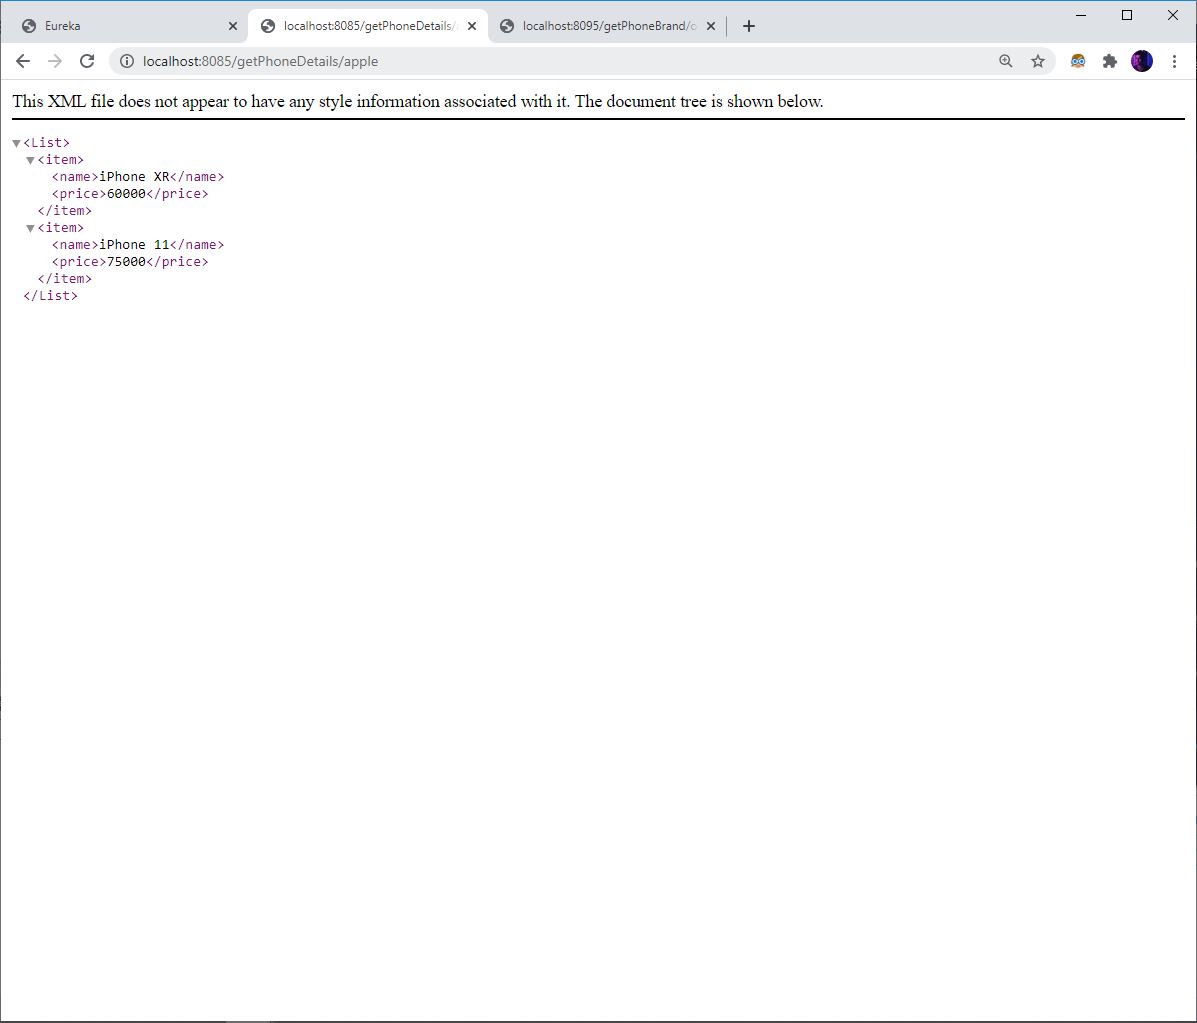 Eureka
localhost:8085/getPhoneDetails/
localhost:8095/getPhoneBrand/o
localhost:8085/getPhoneDetails/apple
This XML file does not appear to have any style information associated with it. The document tree is shown below.
<List>
<item>
<name>iPhone XR</name>
<price>60000</price>
</item>
<item>
<name>iPhone 11</name>
<price>75000</price>
</item>
</List>